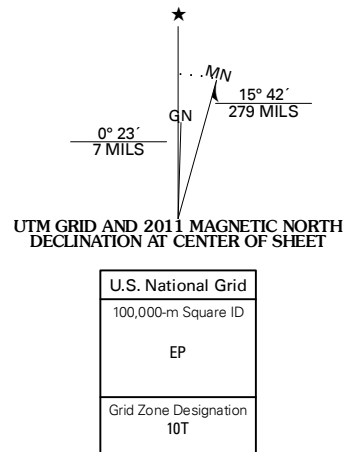 ★
MN
GN
15° 42´
279 MILS
0° 23´
7 MILS
UTM GRID AND 2011 MAGNETIC NORTH
DECLINATION AT CENTER OF SHEET
U.S. National Grid
100,000-m Square ID
EP
Grid Zone Designation
10T